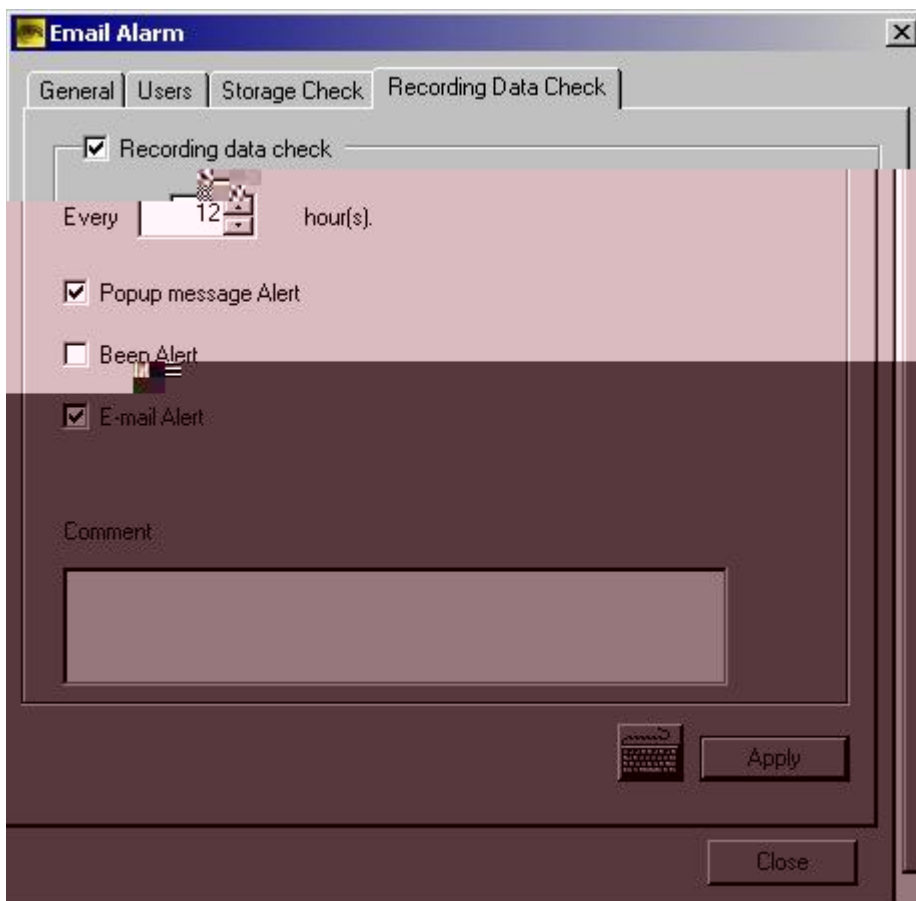 Email Alarm
General Users Storage Check Recording Data Check
Recording data check
Every 12 hour(s).
Popup message Alert
Beep Alert
E-mail Alert
Comment
Apply
Close